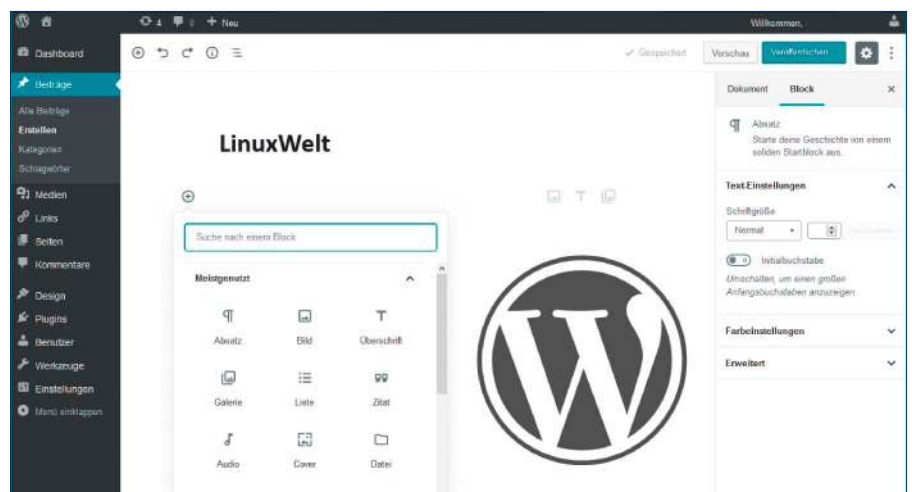 4
Neu
Willkommen,
Dashboard
Beiträge
Alle Beiträge
Erstellen
Kategorien
Schlagwörter
Medien
Links
Seiten
Kommentare
Design
Plugins
Benutzer
Werkzeuge
Einstellungen
Menü einklappen
Gespeichert
Vorschau
Veröffentlichen
LinuxWelt
Suche nach einem Block
Meistgenutzt
Absatz
Bild
Überschrift
Galerie
Liste
Zitat
Audio
Cover
Datei
Dokument
Block
Absatz
Starte deine Geschichte von einem
soliden Startblock aus.
Text-Einstellungen
Schriftgröße
Normal
Initialbuchstabe
Umschalten, um einen großen
Anfangsbuchstaben anzuzeigen.
Farbeinstellungen
Erweitert